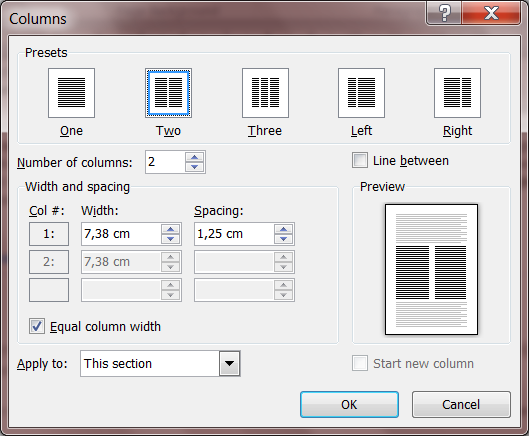 Columns
Presets
One Two Three Left Right
Number of columns: 2
Line between
Width and spacing
Col #: Width: Spacing:
1: 7,38 cm 1,25 cm
2: 7,38 cm
Equal column width
Preview
Apply to: This section
Start new column
OK Cancel